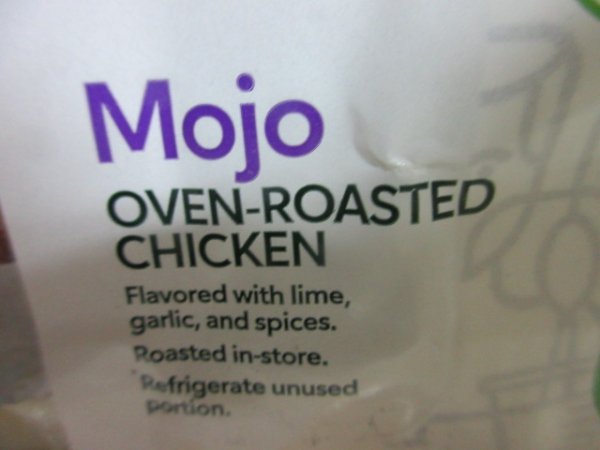 Mojo
OVEN-ROASTED
CHICKEN
Flavored with lime,
garlic, and spices.
Roasted in-store.
Refrigerate unused
portion.